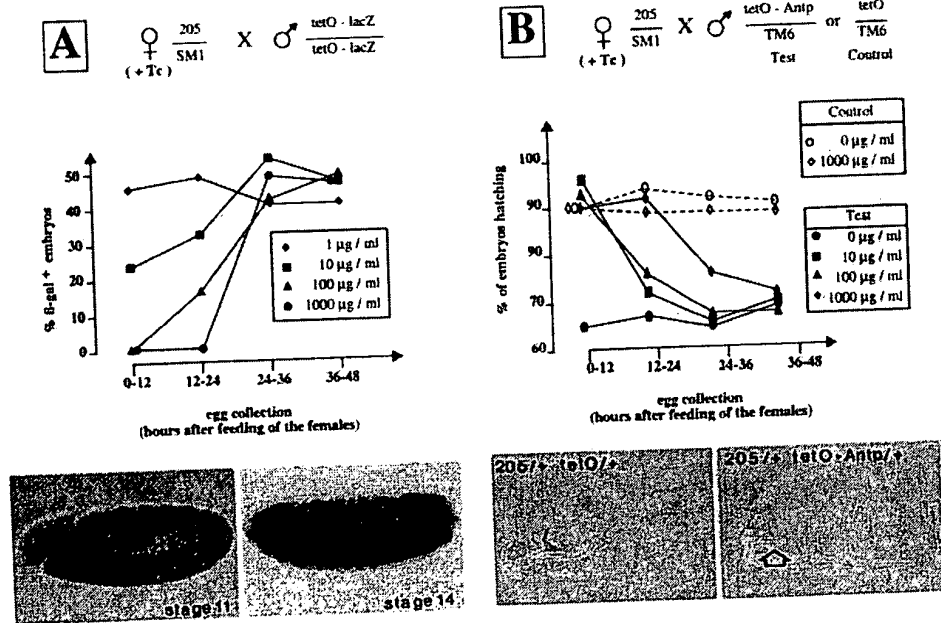 A
♀ 205 / SM1 X ♂ tetO - lacZ / tetO - lacZ
( + Tc )
% ß-gal + embryos
50
40
30
20
10
0
1 µg / ml
10 µg / ml
100 µg / ml
1000 µg / ml
0-12 12-24 24-36 36-48
egg collection
(hours after feeding of the females)
stage 11
stage 14
B
♀ 205 / SM1 X ♂ tetO - Antp / TM6 or tetO / TM6
( + Tc ) Test Control
% of embryos hatching
100
90
80
70
60
Control
0 µg / ml
1000 µg / ml
Test
0 µg / ml
10 µg / ml
100 µg / ml
1000 µg / ml
0-12 12-24 24-36 36-48
egg collection
(hours after feeding of the females)
205/+ tetO/+
205/+ tetO-Antp/+